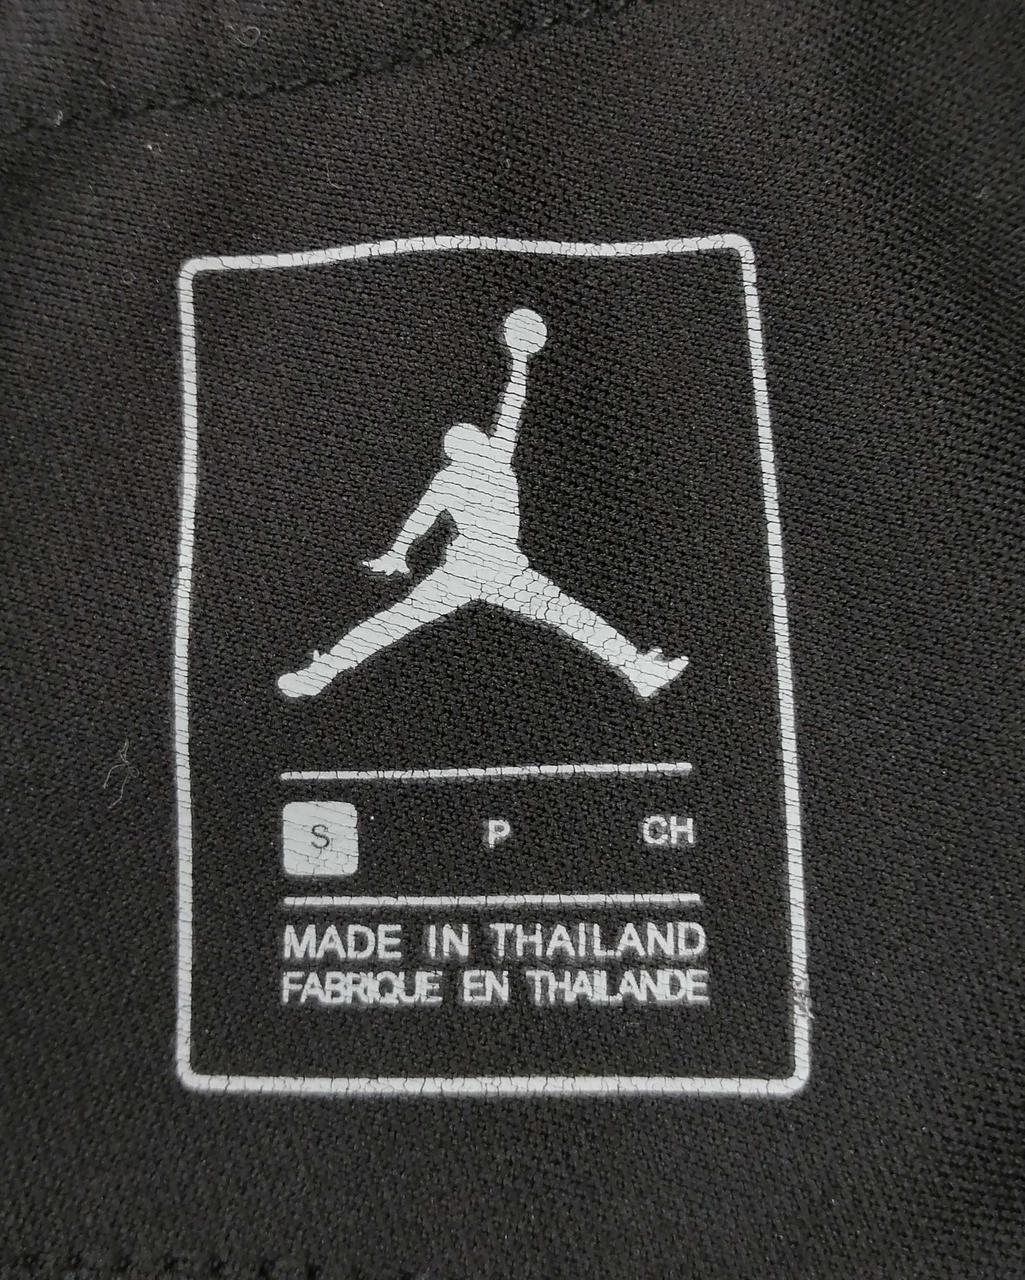 S P CH
MADE IN THAILAND
FABRIQUE EN THAILANDE